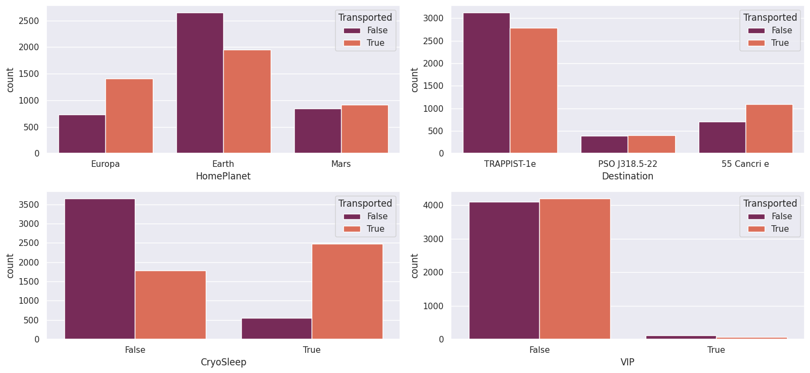 Transported
False
True
count
2500
2000
1500
1000
500
0
Europa
Earth
Mars
HomePlanet
Transported
False
True
count
3000
2500
2000
1500
1000
500
0
TRAPPIST-1e
PSO J318.5-22
55 Cancri e
Destination
Transported
False
True
count
3500
3000
2500
2000
1500
1000
500
0
False
True
CryoSleep
Transported
False
True
count
4000
3000
2000
1000
0
False
True
VIP